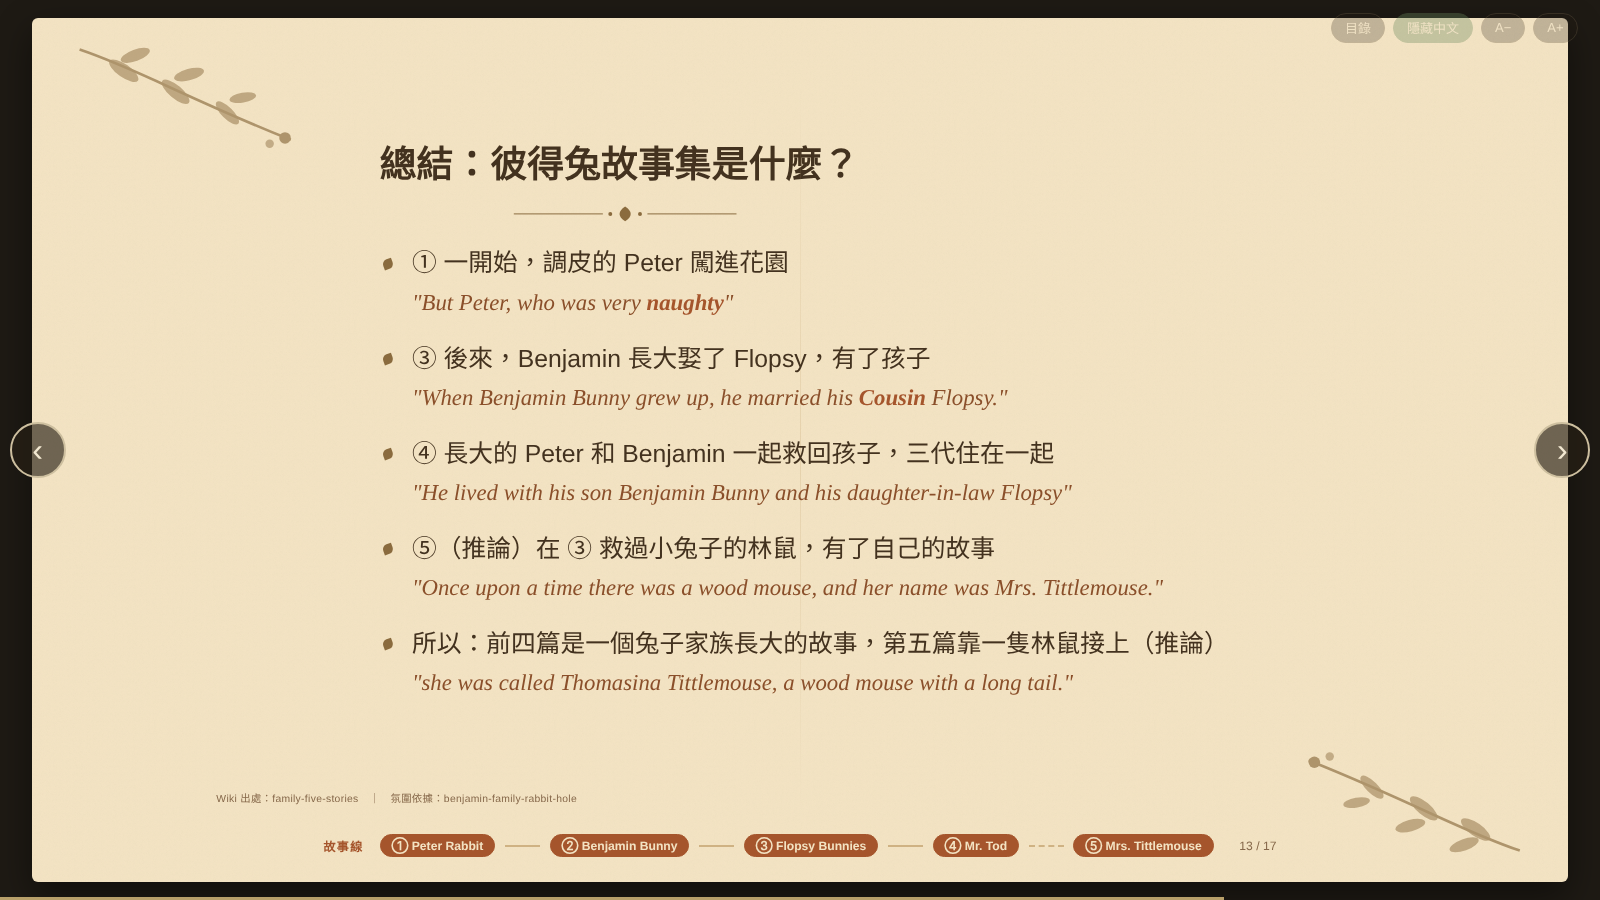 目錄 隱藏中文 A− A+
總結：彼得兔故事集是什麼？
① 一開始，調皮的 Peter 闖進花園
"But Peter, who was very naughty"
③ 後來，Benjamin 長大娶了 Flopsy，有了孩子
"When Benjamin Bunny grew up, he married his Cousin Flopsy."
④ 長大的 Peter 和 Benjamin 一起救回孩子，三代住在一起
"He lived with his son Benjamin Bunny and his daughter-in-law Flopsy"
⑤（推論）在 ③ 救過小兔子的林鼠，有了自己的故事
"Once upon a time there was a wood mouse, and her name was Mrs. Tittlemouse."
所以：前四篇是一個兔子家族長大的故事，第五篇靠一隻林鼠接上（推論）
"she was called Thomasina Tittlemouse, a wood mouse with a long tail."
‹ ›
Wiki 出處：family-five-stories | 氛圍依據：benjamin-family-rabbit-hole
故事線 ① Peter Rabbit ② Benjamin Bunny ③ Flopsy Bunnies ④ Mr. Tod ⑤ Mrs. Tittlemouse 13 / 17